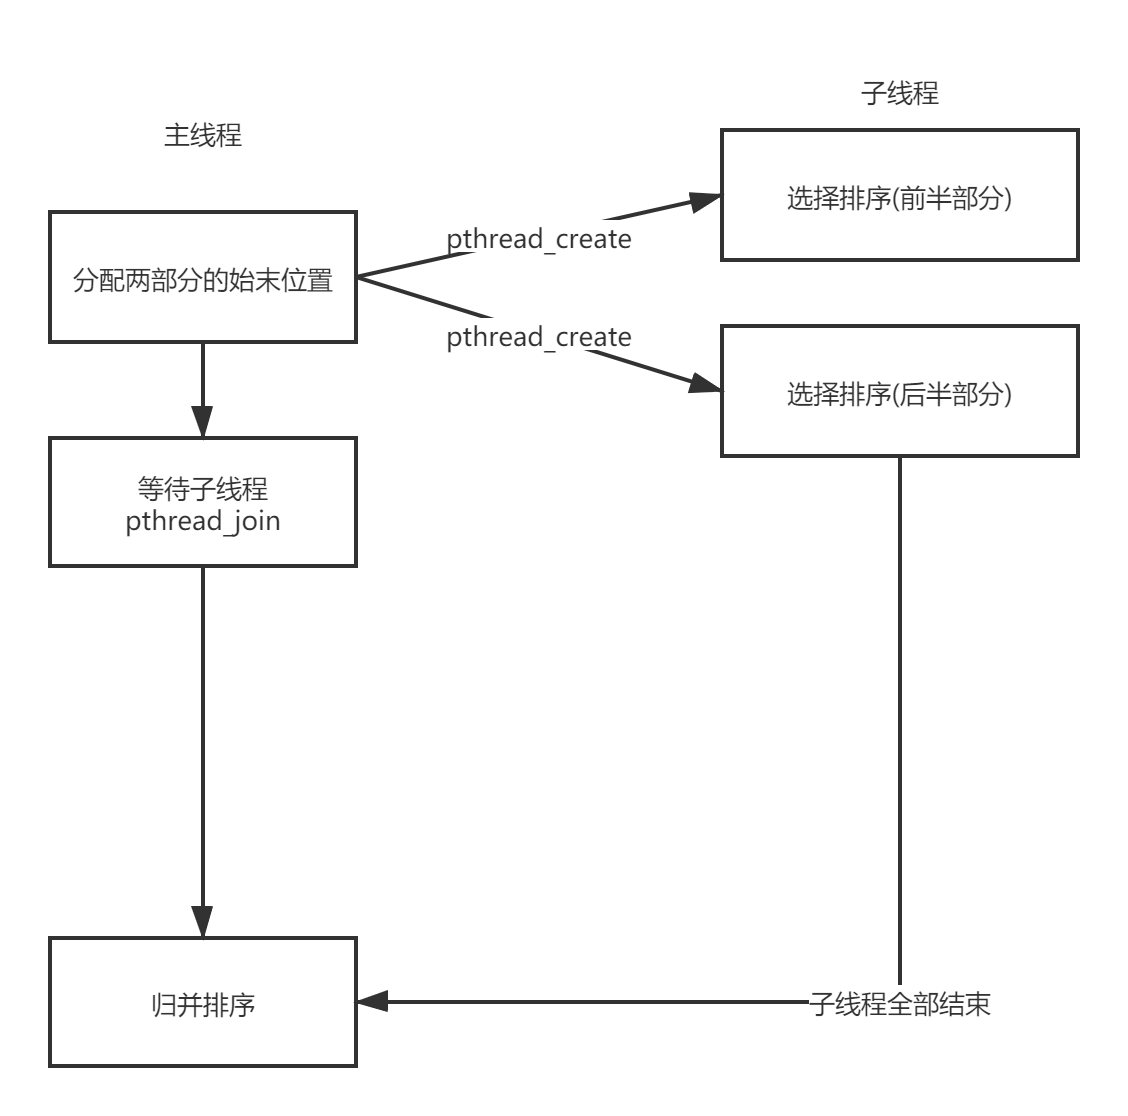 子线程
主线程
选择排序(前半部分)
pthread_create
分配两部分的始末位置
pthread_create
选择排序(后半部分)
等待子线程
pthread_join
归并排序
子线程全部结束